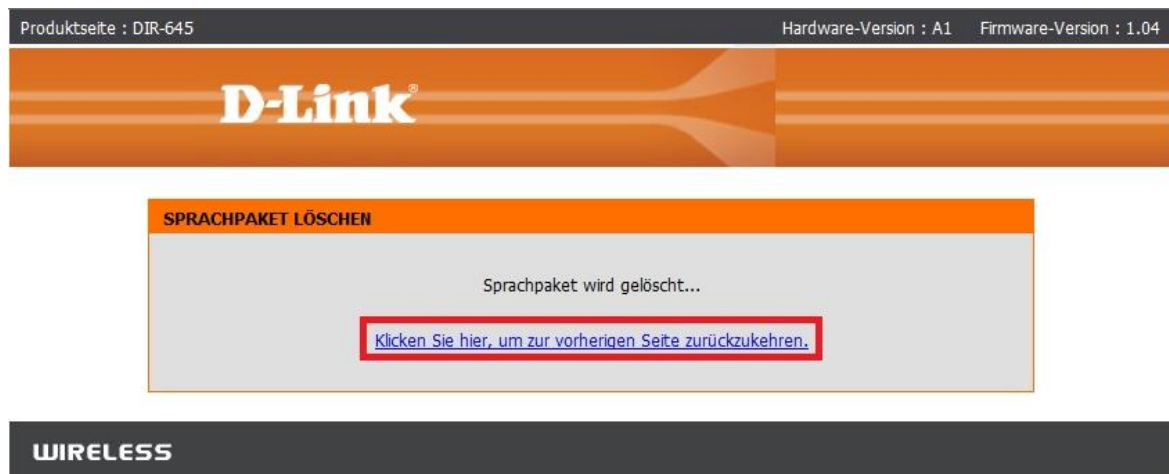 Produktseite : DIR-645 Hardware-Version : A1 Firmware-Version : 1.04
D-Link®
SPRACHPAKET LÖSCHEN
Sprachpaket wird gelöscht...
Klicken Sie hier, um zur vorherigen Seite zurückzukehren.
WIRELESS